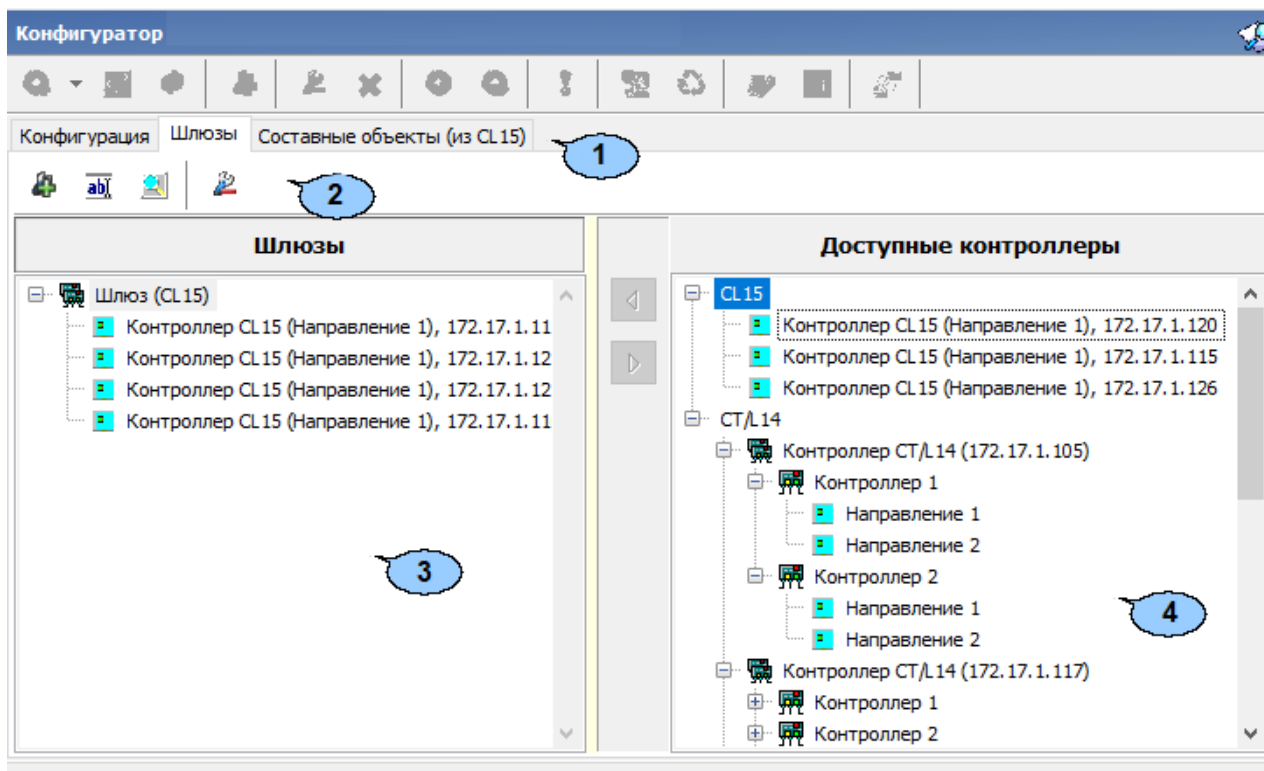 Конфигуратор
Конфигурация Шлюзы Составные объекты (из CL15)
1
abI
2
Шлюзы
Доступные контроллеры
Шлюз (CL15)
Контроллер CL15 (Направление 1), 172.17.1.11
Контроллер CL15 (Направление 1), 172.17.1.12
Контроллер CL15 (Направление 1), 172.17.1.12
Контроллер CL15 (Направление 1), 172.17.1.11
3
CL15
Контроллер CL15 (Направление 1), 172.17.1.120
Контроллер CL15 (Направление 1), 172.17.1.115
Контроллер CL15 (Направление 1), 172.17.1.126
CT/L14
Контроллер CT/L14 (172.17.1.105)
Контроллер 1
Направление 1
Направление 2
Контроллер 2
Направление 1
Направление 2
4
Контроллер CT/L14 (172.17.1.117)
Контроллер 1
Контроллер 2